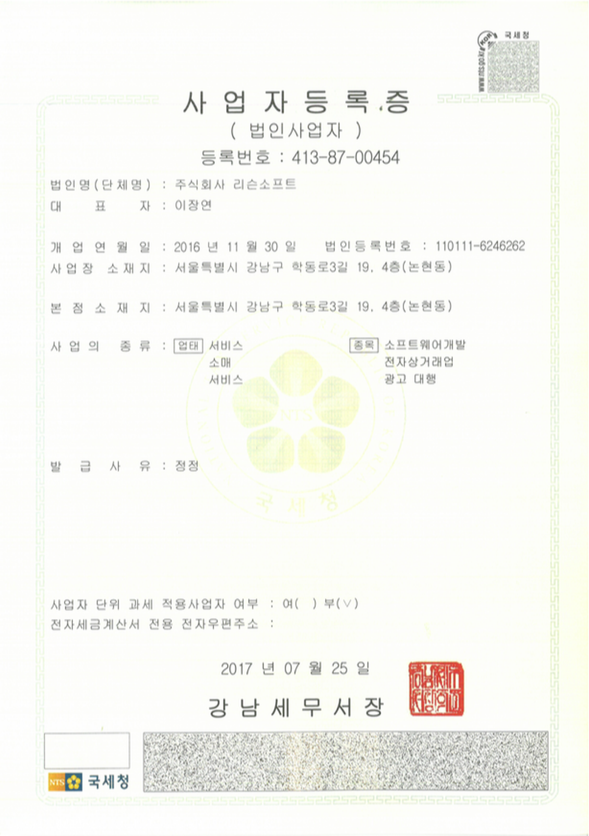 국세청
사업자등록증
( 법인사업자 )
등록번호 : 413-87-00454
법인명(단체명) : 주식회사 리슨소프트
대 표 자 : 이장연
개 업 연 월 일 : 2016 년 11 월 30 일 법인등록번호 : 110111-6246262
사업장 소재지 : 서울특별시 강남구 학동로3길 19, 4층(논현동)
본점소재지 : 서울특별시 강남구 학동로3길 19, 4층(논현동)
사업의 종류 : 업태 서비스 종목 소프트웨어개발
소매 전자상거래업
서비스 광고 대행
NTS
국세청
발 급 사 유 : 정정
사업자 단위 과세 적용사업자 여부 : 여( ) 부(∨)
전자세금계산서 전용 전자우편주소 :
2017 년 07 월 25 일
강남세무서장
NTS 국세청